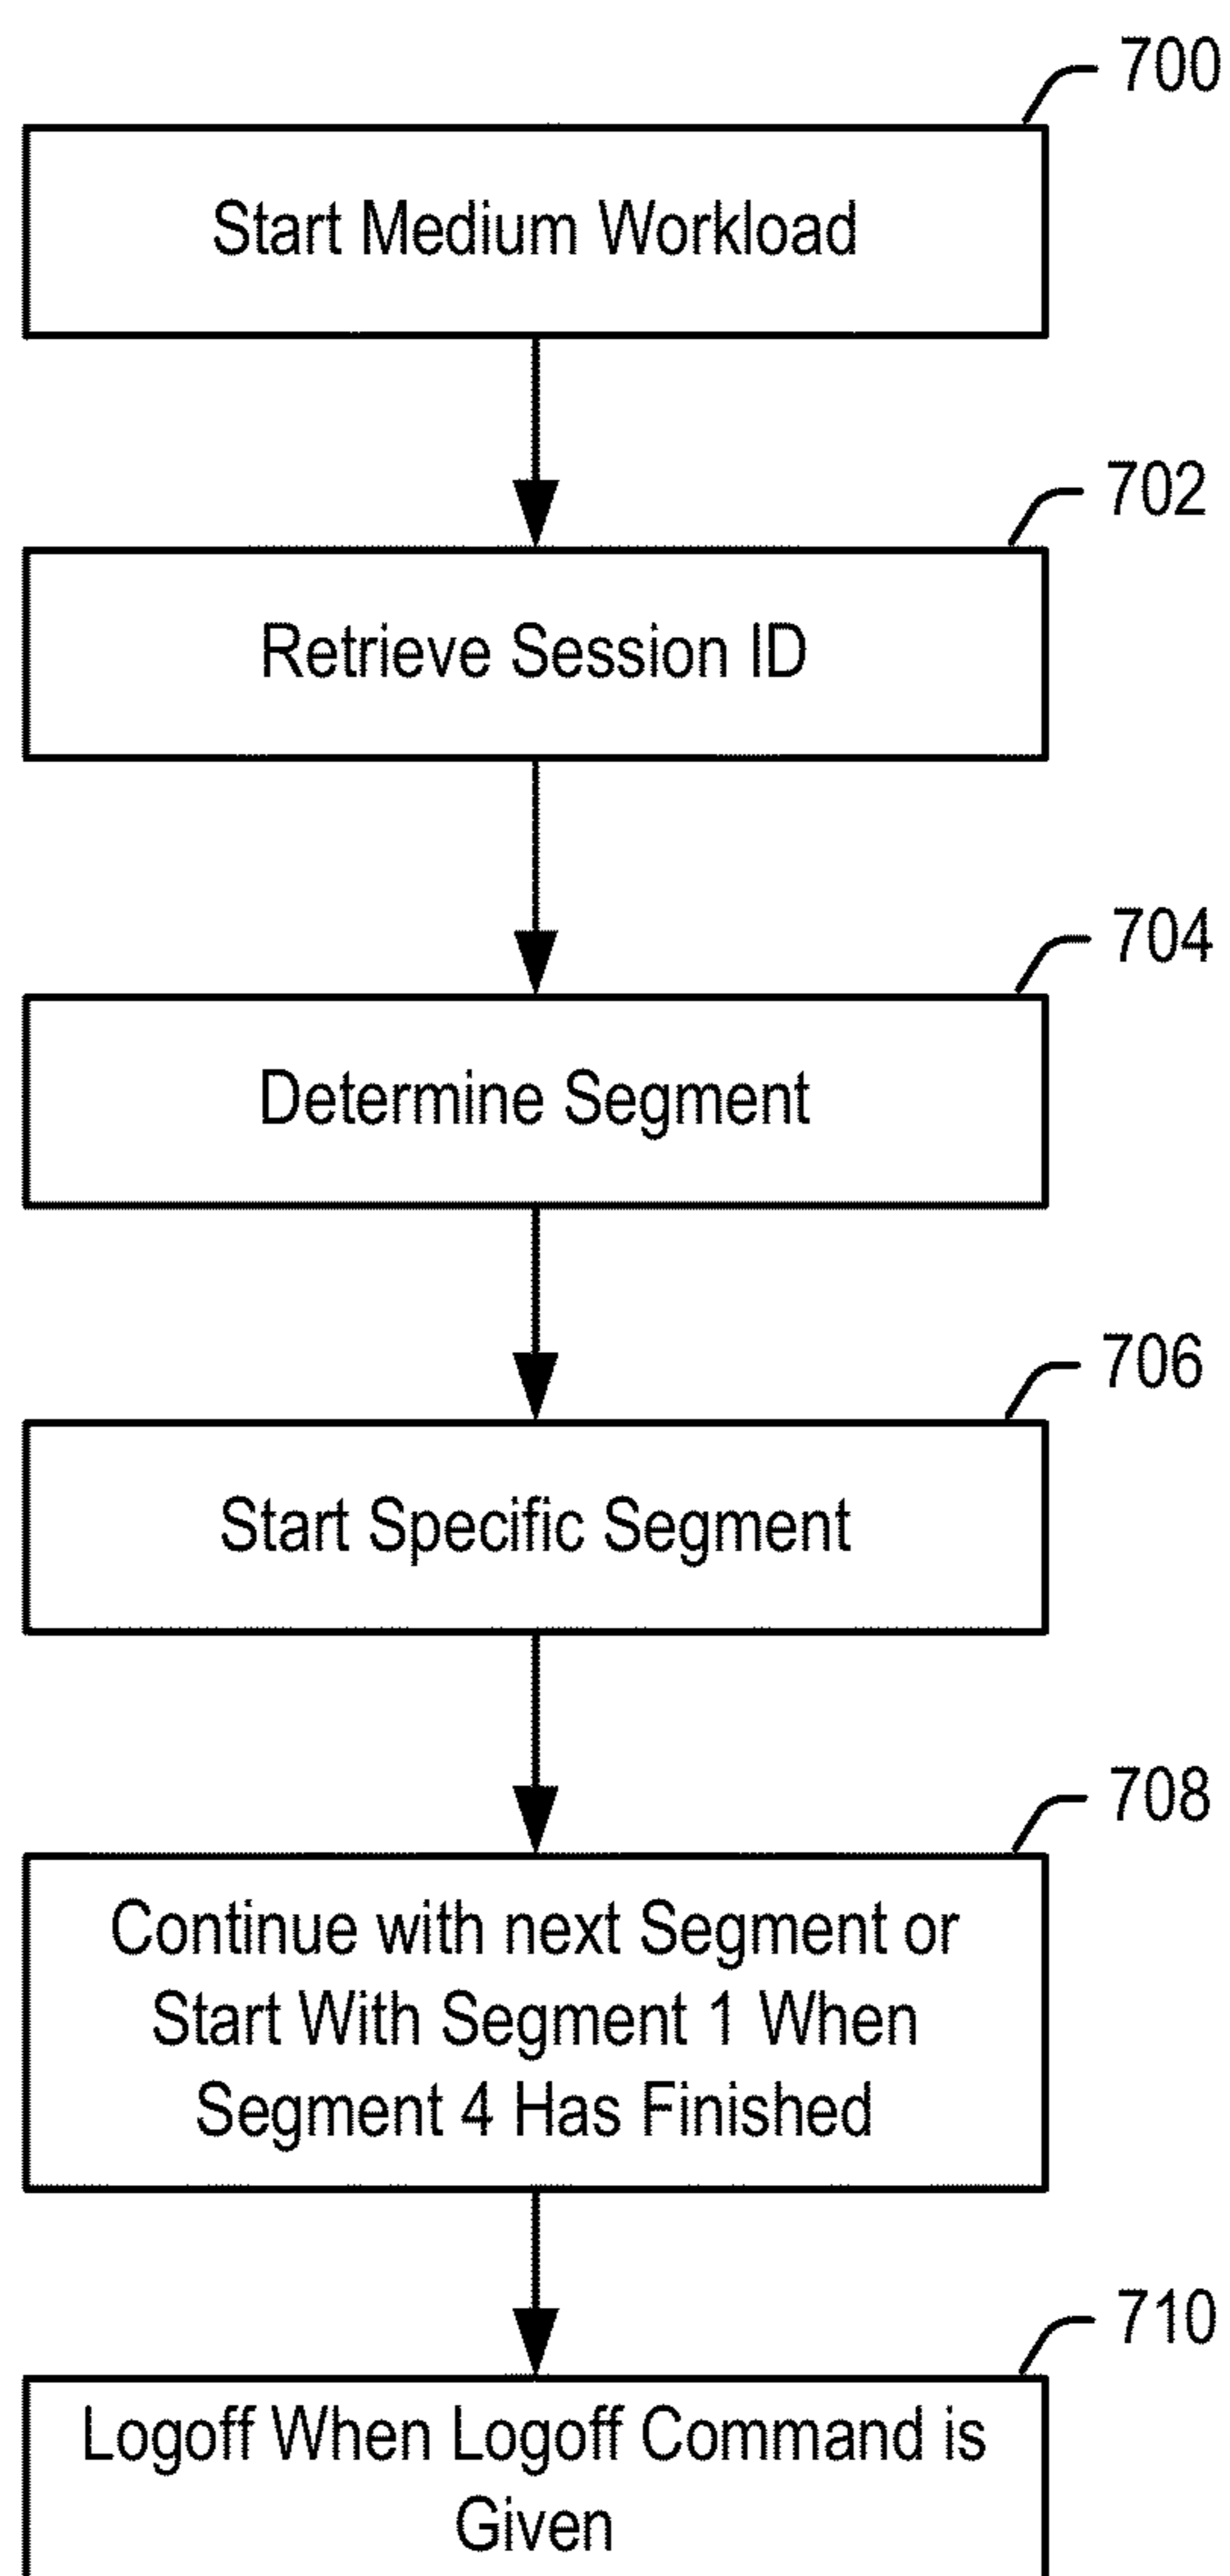 700
Start Medium Workload
702
Retrieve Session ID
704
Determine Segment
706
Start Specific Segment
708
Continue with next Segment or
Start With Segment 1 When
Segment 4 Has Finished
710
Logoff When Logoff Command is
Given